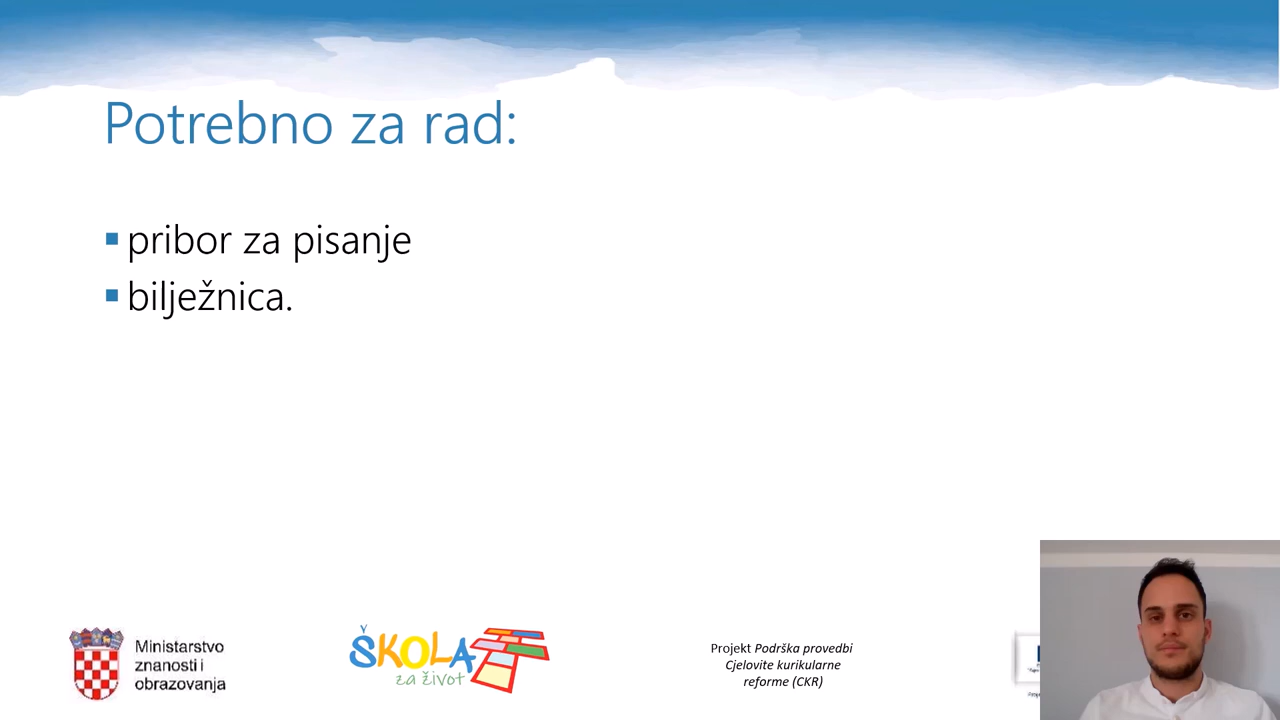 Potrebno za rad:
pribor za pisanje
bilježnica.
Ministarstvo
znanosti i
obrazovanja
ŠKOLA
za život
Projekt Podrška provedbi
Cjelovite kurikularne
reforme (CKR)